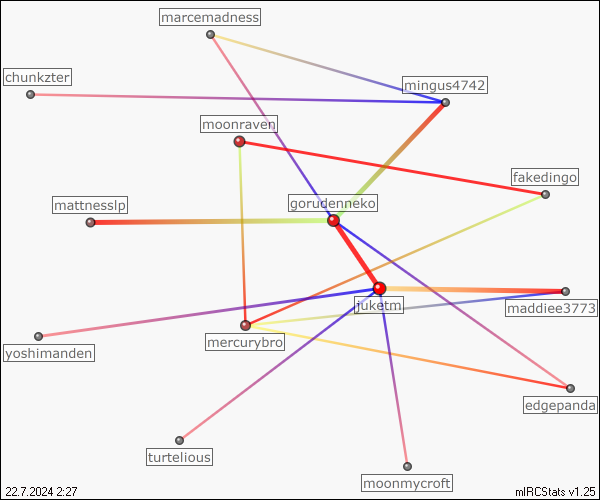 marcemadness
chunkzter
mingus4742
moonraven
fakedingo
mattnesslp
gorudenneko
juketm
maddiee3773
mercurybro
yoshimanden
edgepanda
turtelious
moonmycroft
22.7.2024 2:27
mIRCStats v1.25